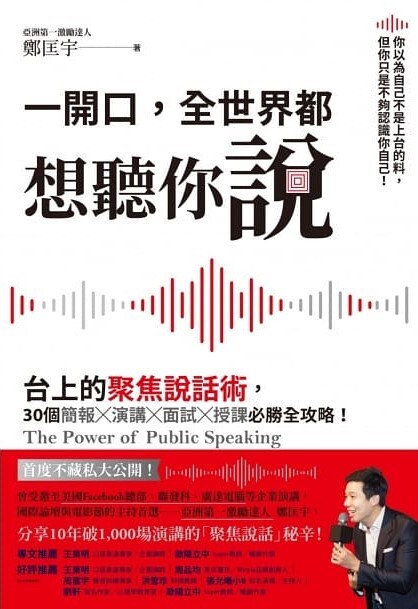 亞洲第一激勵達人
鄭匡宇 著
你以為自己不是上台的料，
但你只是不夠認識你自己！
一開口，全世界都
想聽你說
台上的聚焦說話術，
30個簡報╳演講╳面試╳授課必勝全攻略！
The Power of Public Speaking
首度不藏私大公開！
曾受邀至美國Facebook總部、聯發科、廣達電腦等企業演講，
國際論壇與電影節的主持首選——亞洲第一激勵達人 鄭匡宇，
分享10年破1,000場演講的「聚焦說話」秘辛！
專文推薦 王東明 歐陽立中
好評推薦 王東明 周品均
周震宇 洪雪珍 張允曦小8
劉軒 歐陽立中